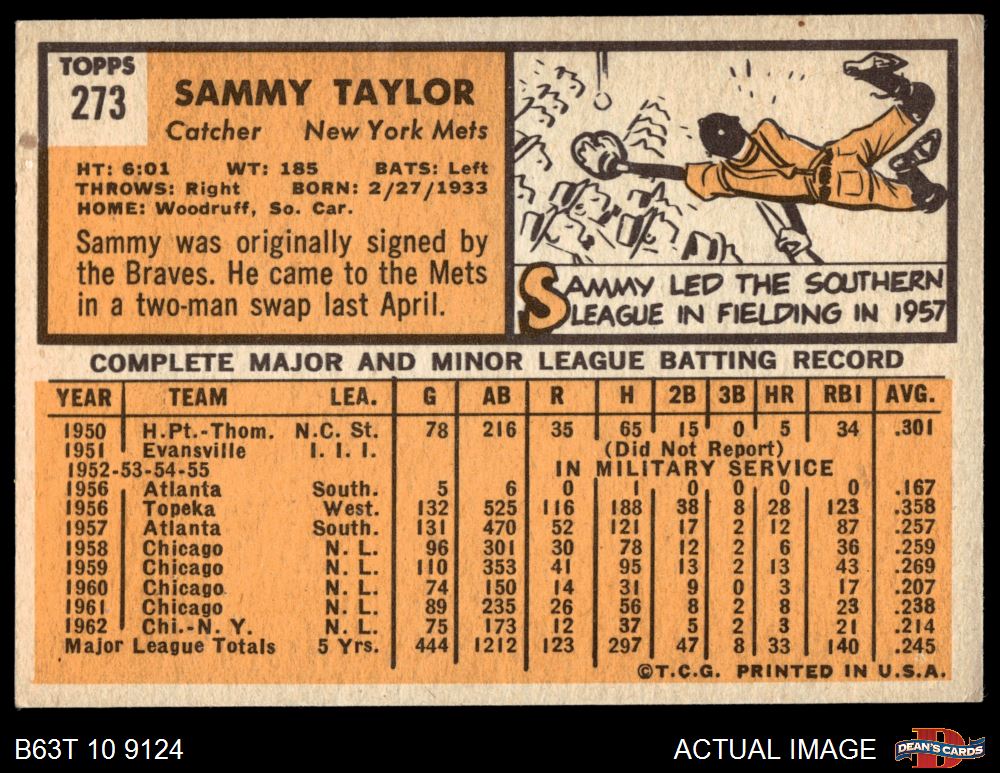 TOPPS
273
SAMMY TAYLOR
Catcher New York Mets
HT: 6:01 WT: 185 BATS: Left
THROWS: Right BORN: 2/27/1933
HOME: Woodruff, So. Car.
Sammy was originally signed by
the Braves. He came to the Mets
in a two-man swap last April.
SAMMY LED THE SOUTHERN
LEAGUE IN FIELDING IN 1957
COMPLETE MAJOR AND MINOR LEAGUE BATTING RECORD
YEAR TEAM LEA. G AB R H 2B 3B HR RBI AVG.
1950 H.Pt.-Thom. N.C. St. 78 216 35 65 15 0 5 34 .301
1951 Evansville I. I. I. (Did Not Report)
1952-53-54-55 IN MILITARY SERVICE
1956 Atlanta South. 5 6 0 1 0 0 0 0 .167
1956 Topeka West. 132 525 116 188 38 8 28 123 .358
1957 Atlanta South. 131 470 52 121 17 2 12 87 .257
1958 Chicago N. L. 96 301 30 78 12 2 6 36 .259
1959 Chicago N. L. 110 353 41 95 13 2 13 43 .269
1960 Chicago N. L. 74 150 14 31 9 0 3 17 .207
1961 Chicago N. L. 89 235 26 56 8 2 8 23 .238
1962 Chi.-N. Y. N. L. 75 173 12 37 5 2 3 21 .214
Major League Totals 5 Yrs. 444 1212 123 297 47 8 33 140 .245
©T.C.G. PRINTED IN U.S.A.
B63T 10 9124 ACTUAL IMAGE DEAN'S CARDS